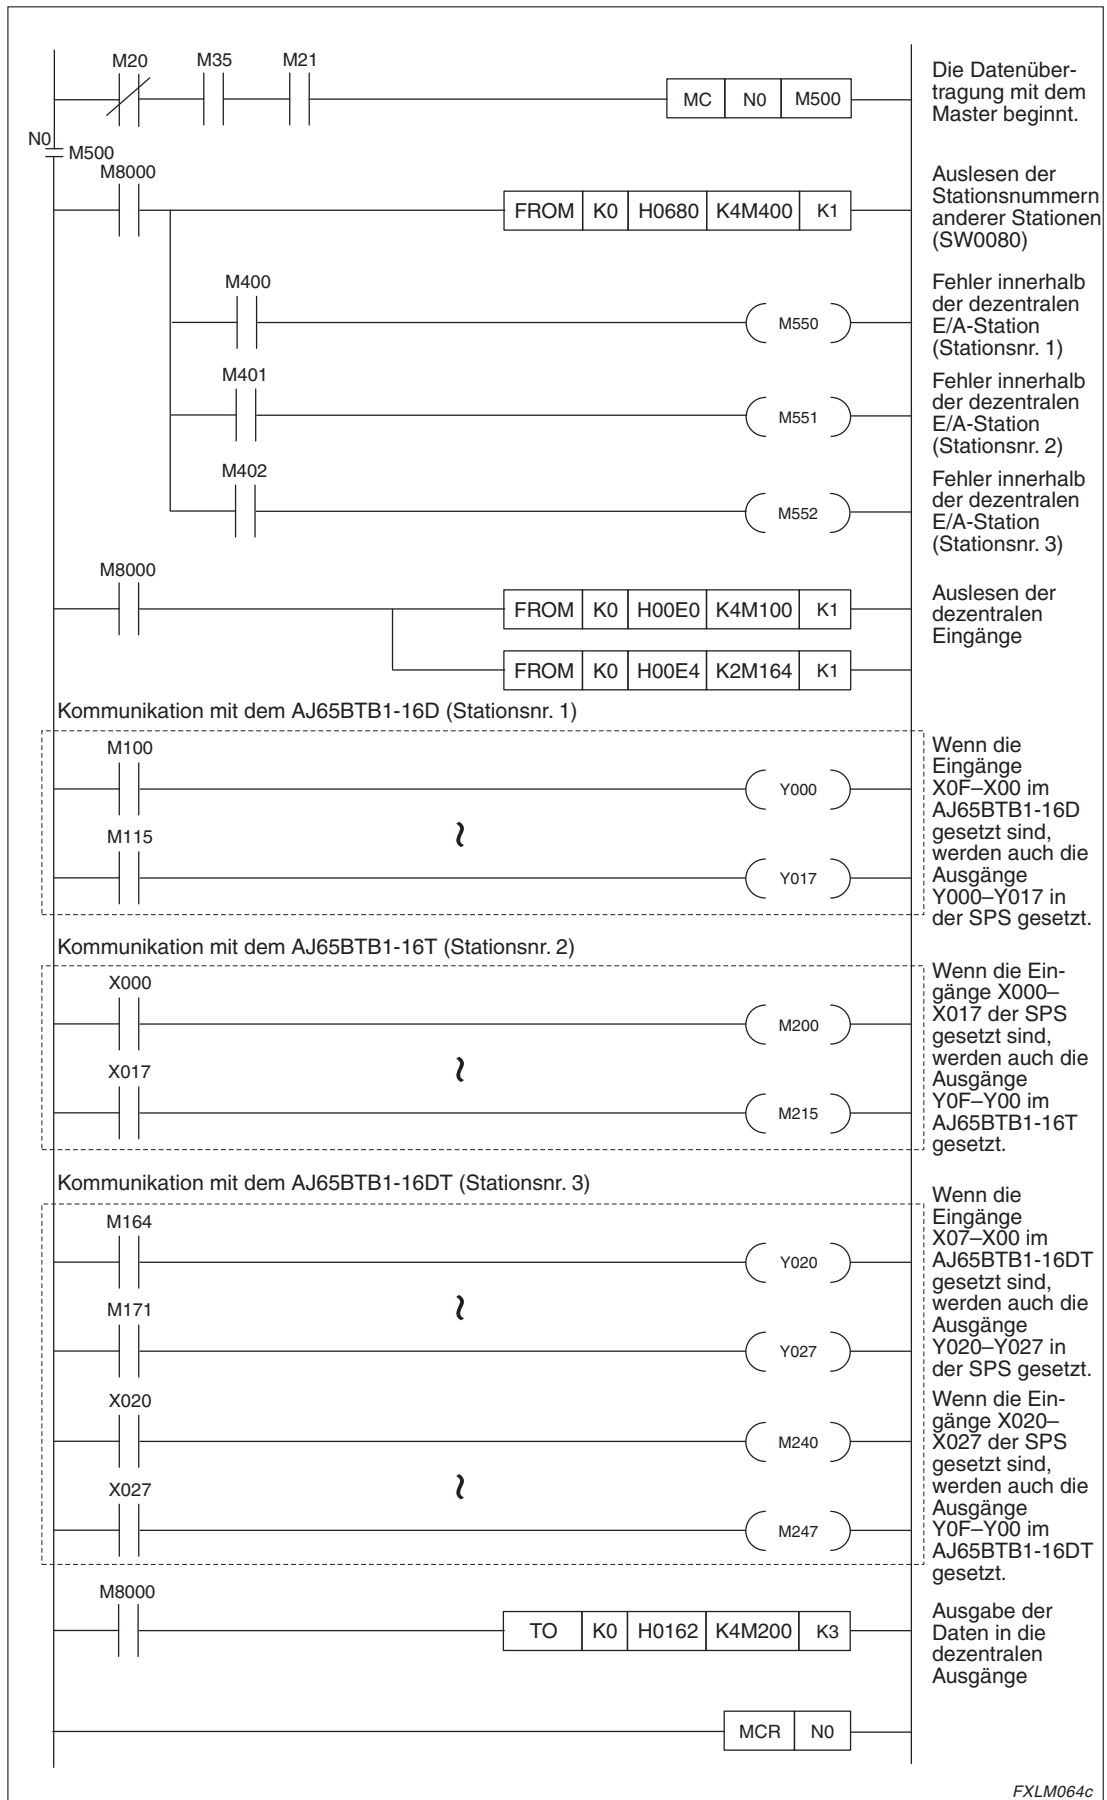 M20 M35 M21
MC N0 M500
Die Datenüber-
tragung mit dem
Master beginnt.
N0
M500
M8000
FROM K0 H0680 K4M400 K1
Auslesen der
Stationsnummern
anderer Stationen
(SW0080)
M400
M550
Fehler innerhalb
der dezentralen
E/A-Station
(Stationsnr. 1)
M401
M551
Fehler innerhalb
der dezentralen
E/A-Station
(Stationsnr. 2)
M402
M552
Fehler innerhalb
der dezentralen
E/A-Station
(Stationsnr. 3)
M8000
FROM K0 H00E0 K4M100 K1
Auslesen der
dezentralen
Eingänge
FROM K0 H00E4 K2M164 K1
Kommunikation mit dem AJ65BTB1-16D (Stationsnr. 1)
M100
Y000
M115
Y017
Wenn die
Eingänge
X0F–X00 im
AJ65BTB1-16D
gesetzt sind,
werden auch die
Ausgänge
Y000–Y017 in
der SPS gesetzt.
Kommunikation mit dem AJ65BTB1-16T (Stationsnr. 2)
X000
M200
X017
M215
Wenn die Ein-
gänge X000–
X017 der SPS
gesetzt sind,
werden auch die
Ausgänge
Y0F–Y00 im
AJ65BTB1-16T
gesetzt.
Kommunikation mit dem AJ65BTB1-16DT (Stationsnr. 3)
M164
Y020
M171
Y027
Wenn die
Eingänge
X07–X00 im
AJ65BTB1-16DT
gesetzt sind,
werden auch die
Ausgänge
Y020–Y027 in
der SPS gesetzt.
X020
M240
X027
M247
Wenn die Ein-
gänge X020–
X027 der SPS
gesetzt sind,
werden auch die
Ausgänge
Y0F–Y00 im
AJ65BTB1-16DT
gesetzt.
M8000
TO K0 H0162 K4M200 K3
Ausgabe der
Daten in die
dezentralen
Ausgänge
MCR N0
FXLM064c